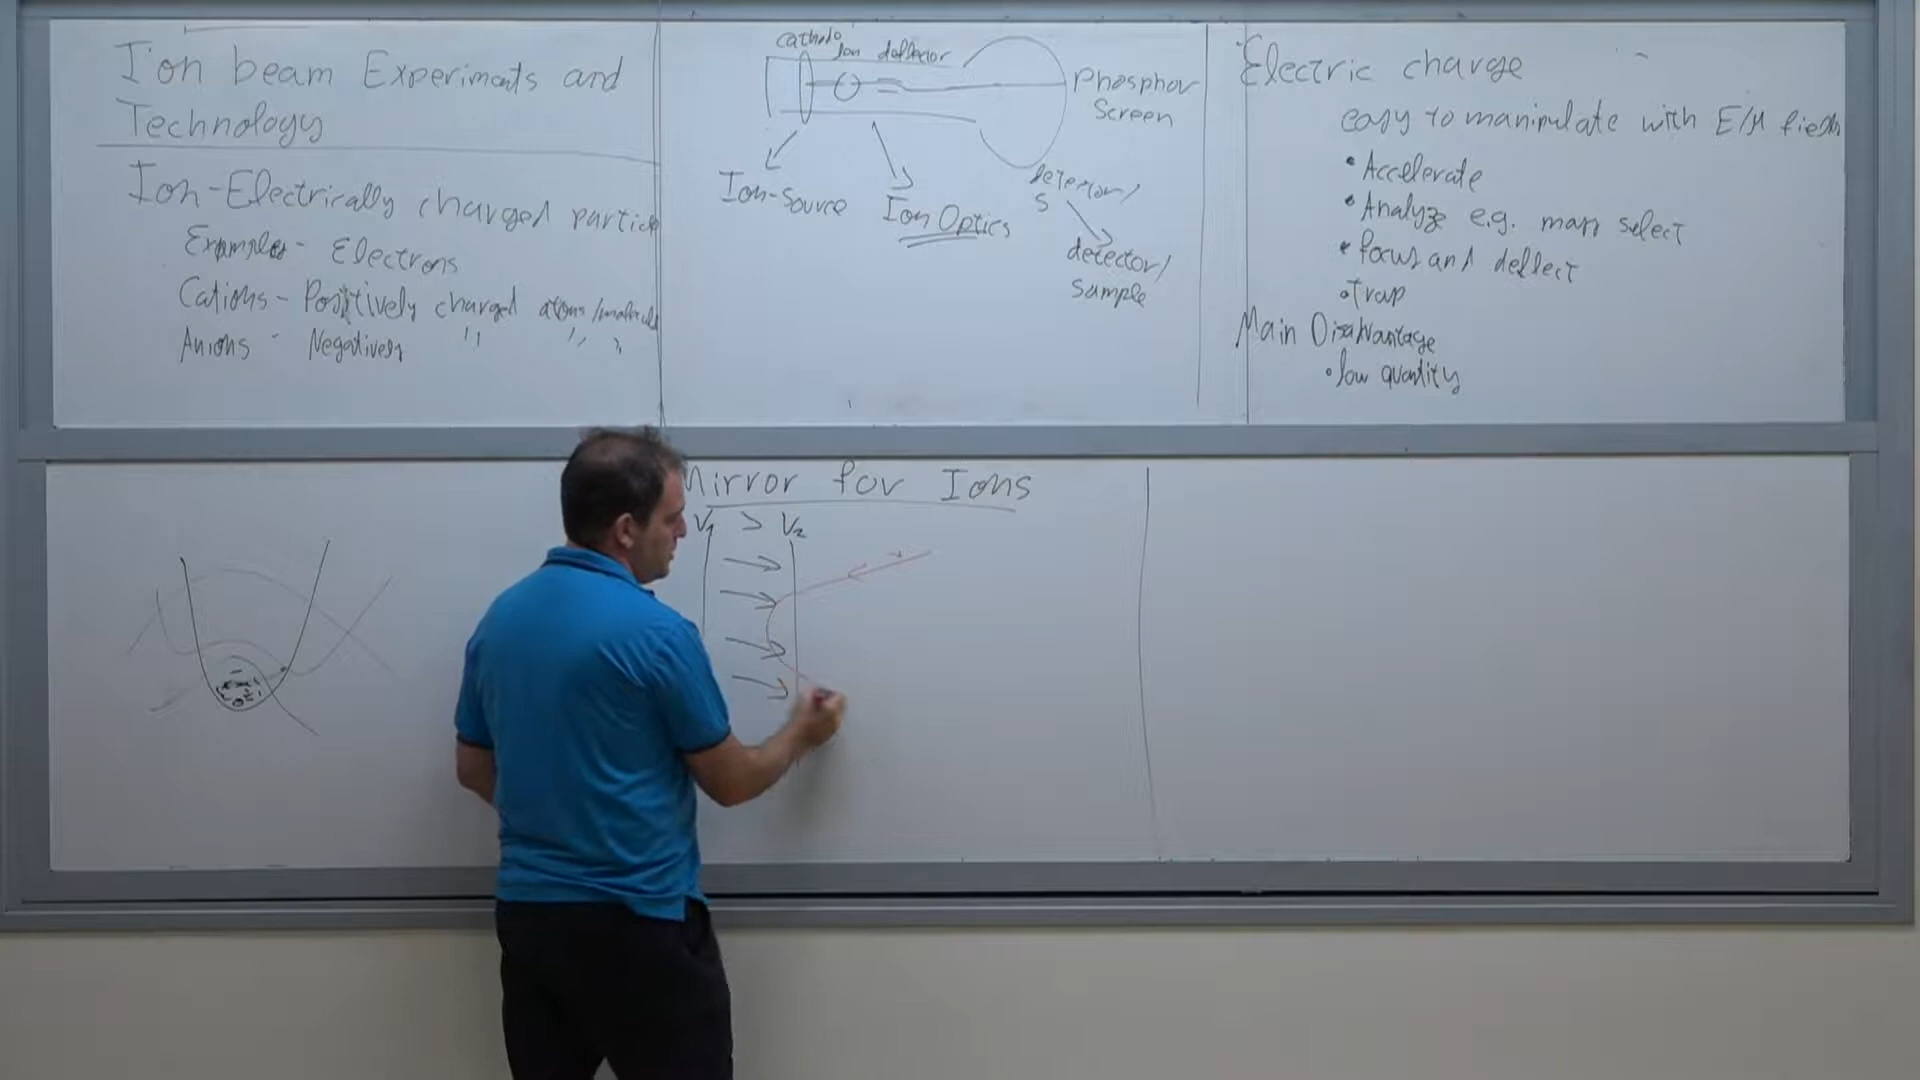 Ion beam Experiments and
Technology
Ion-Electrically charged particle
Examples - Electrons
Cations - Positively charged atoms/molecules
Anions - Negatively " " "
Cathode Ion deflector
Phosphor
Screen
Ion-Source
Ion Optics
detector/
S
detector/
Sample
Electric charge
easy to manipulate with E/M fields
• Accelerate
• Analyze e.g. mass select
• focus and deflect
• Trap
Main Disadvantage
• low quantity
Mirror for Ions
V1 > V2